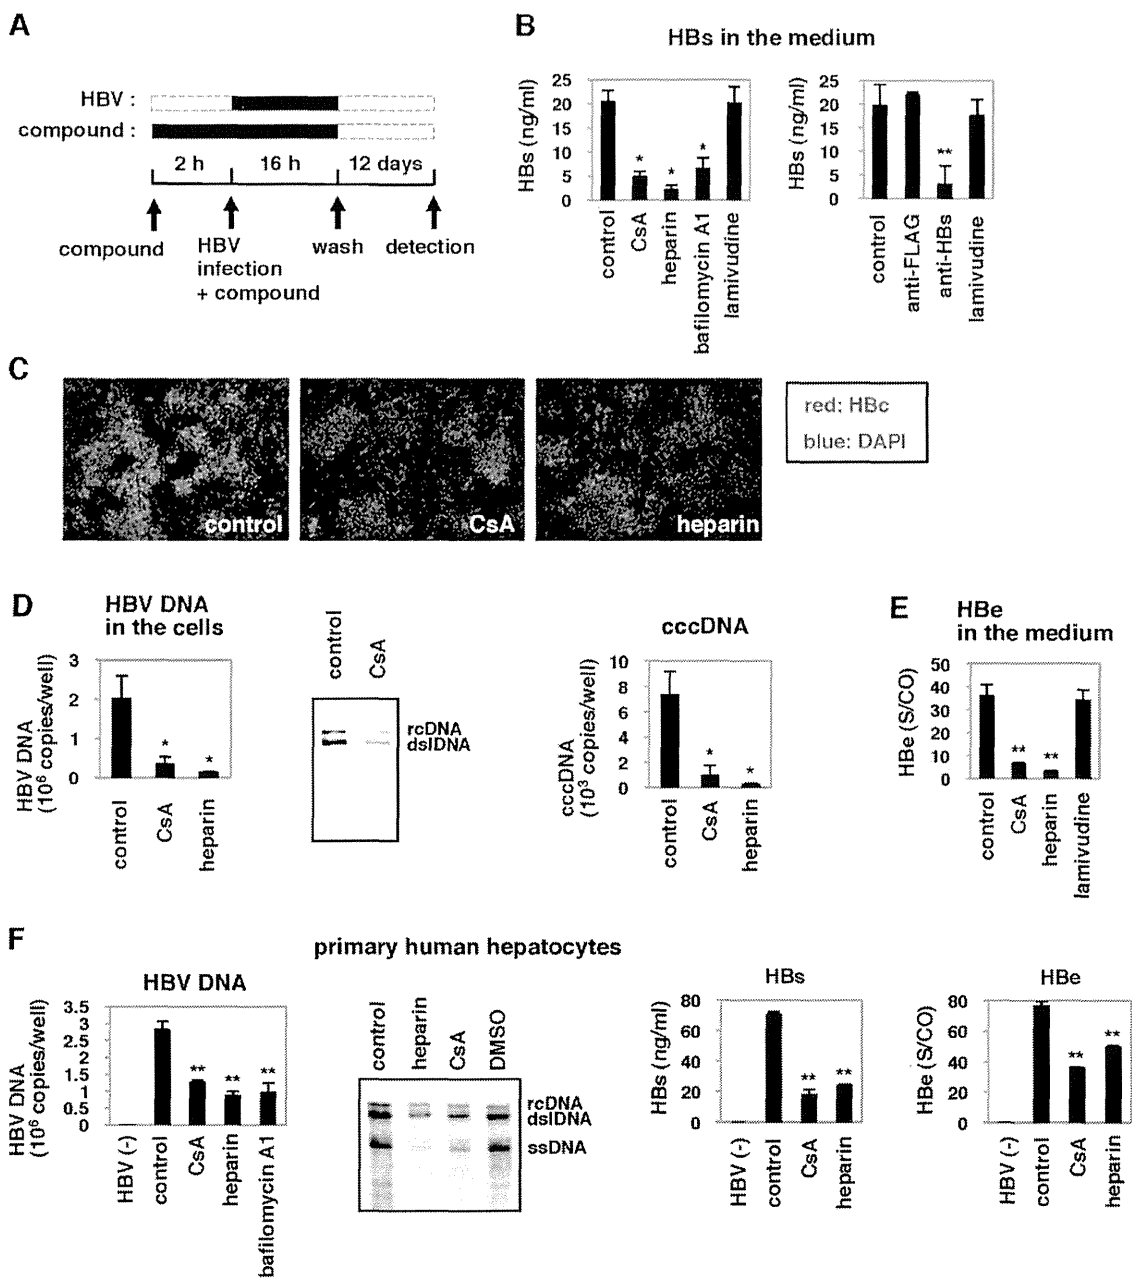 A
HBV :
compound :
2 h
16 h
12 days
compound
HBV
infection
+ compound
wash
detection
B
HBs in the medium
HBs (ng/ml)
25
20
15
10
5
0
control
CsA
heparin
bafilomycin A1
lamivudine
*
*
*
HBs (ng/ml)
25
20
15
10
5
0
control
anti-FLAG
anti-HBs
lamivudine
**
C
control
CsA
heparin
red: HBc
blue: DAPI
D
HBV DNA
in the cells
HBV DNA
(10⁶ copies/well)
3
2
1
0
*
*
control
CsA
heparin
control
CsA
rcDNA
dslDNA
cccDNA
cccDNA
(10³ copies/well)
10
8
6
4
2
0
*
*
control
CsA
heparin
E
HBe
in the medium
HBe (S/CO)
50
40
30
20
10
0
**
**
control
CsA
heparin
lamivudine
F
primary human hepatocytes
HBV DNA
HBV DNA
(10⁶ copies/well)
3.5
3
2.5
2
1.5
1
0.5
0
**
**
**
HBV (-)
control
CsA
heparin
bafilomycin A1
control
heparin
CsA
DMSO
rcDNA
dslDNA
ssDNA
HBs
HBs (ng/ml)
80
60
40
20
0
**
**
HBV (-)
control
CsA
heparin
HBe
HBe (S/CO)
80
60
40
20
0
**
**
HBV (-)
control
CsA
heparin